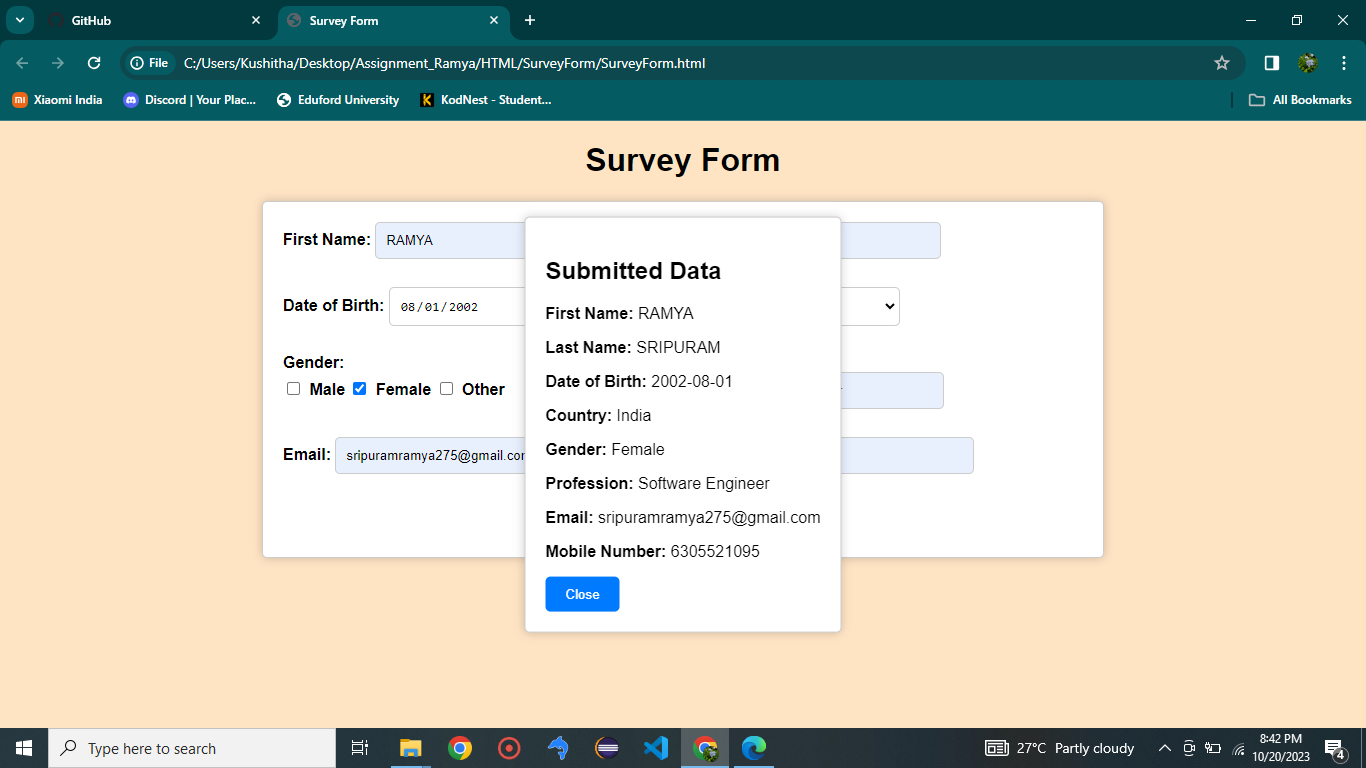 GitHub
Survey Form
File C:/Users/Kushitha/Desktop/Assignment_Ramya/HTML/SurveyForm/SurveyForm.html
Xiaomi India Discord | Your Plac... Eduford University KodNest - Student... All Bookmarks
Survey Form
First Name: RAMYA
Date of Birth: 08/01/2002
Gender:
Male Female Other
Email: sripuramramya275@gmail.co
Submitted Data
First Name: RAMYA
Last Name: SRIPURAM
Date of Birth: 2002-08-01
Country: India
Gender: Female
Profession: Software Engineer
Email: sripuramramya275@gmail.com
Mobile Number: 6305521095
Close
Type here to search
27°C Partly cloudy
8:42 PM
10/20/2023
4